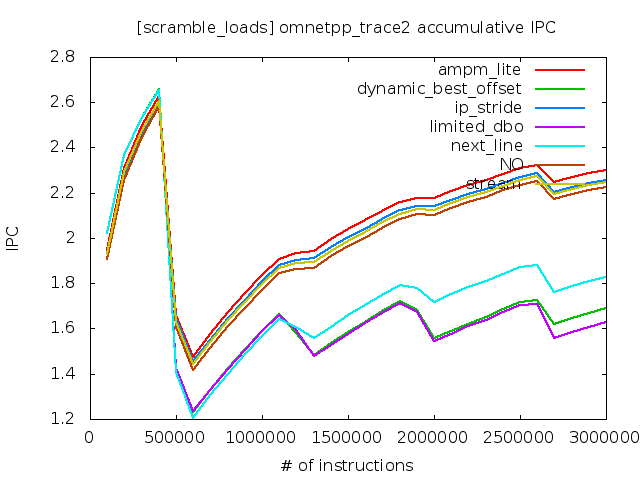 [scramble_loads] omnetpp_trace2 accumulative IPC
2.8
2.6
2.4
2.2
2
1.8
1.6
1.4
1.2
IPC
ampm_lite
dynamic_best_offset
ip_stride
limited_dbo
next_line
NO
stream
0 500000 1000000 1500000 2000000 2500000 3000000
# of instructions